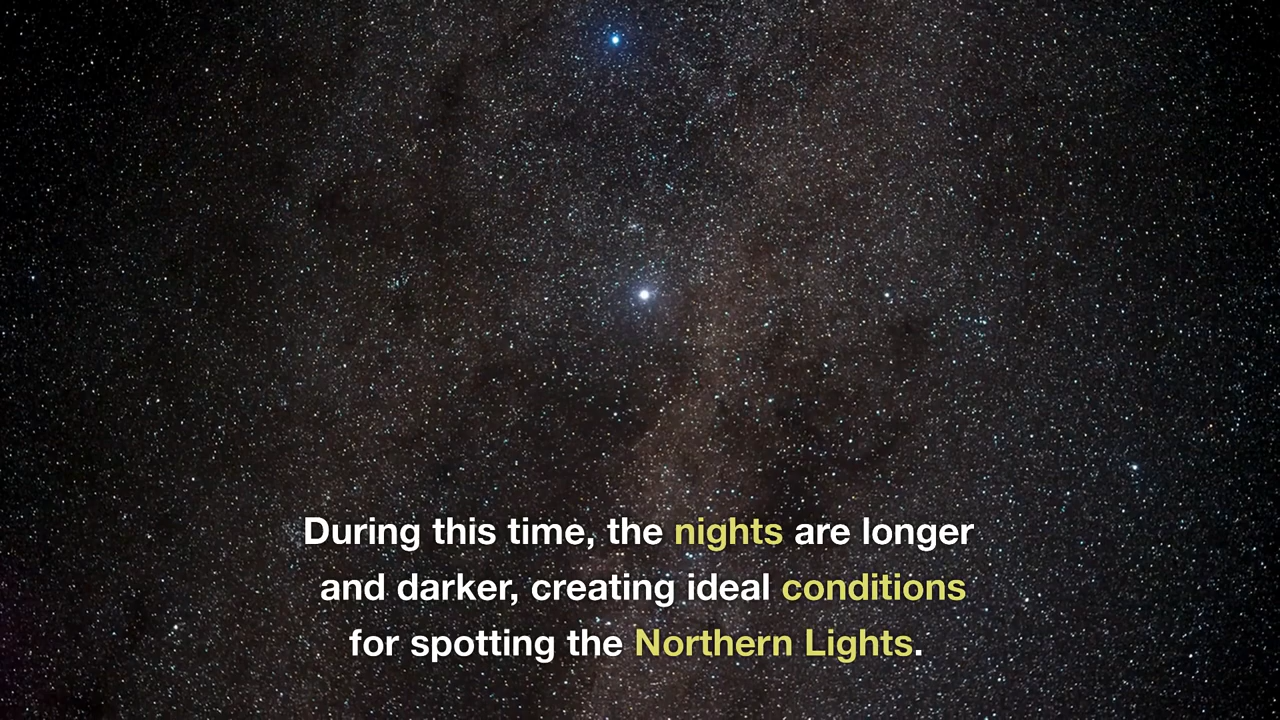 During this time, the nights are longer
and darker, creating ideal conditions
for spotting the Northern Lights.